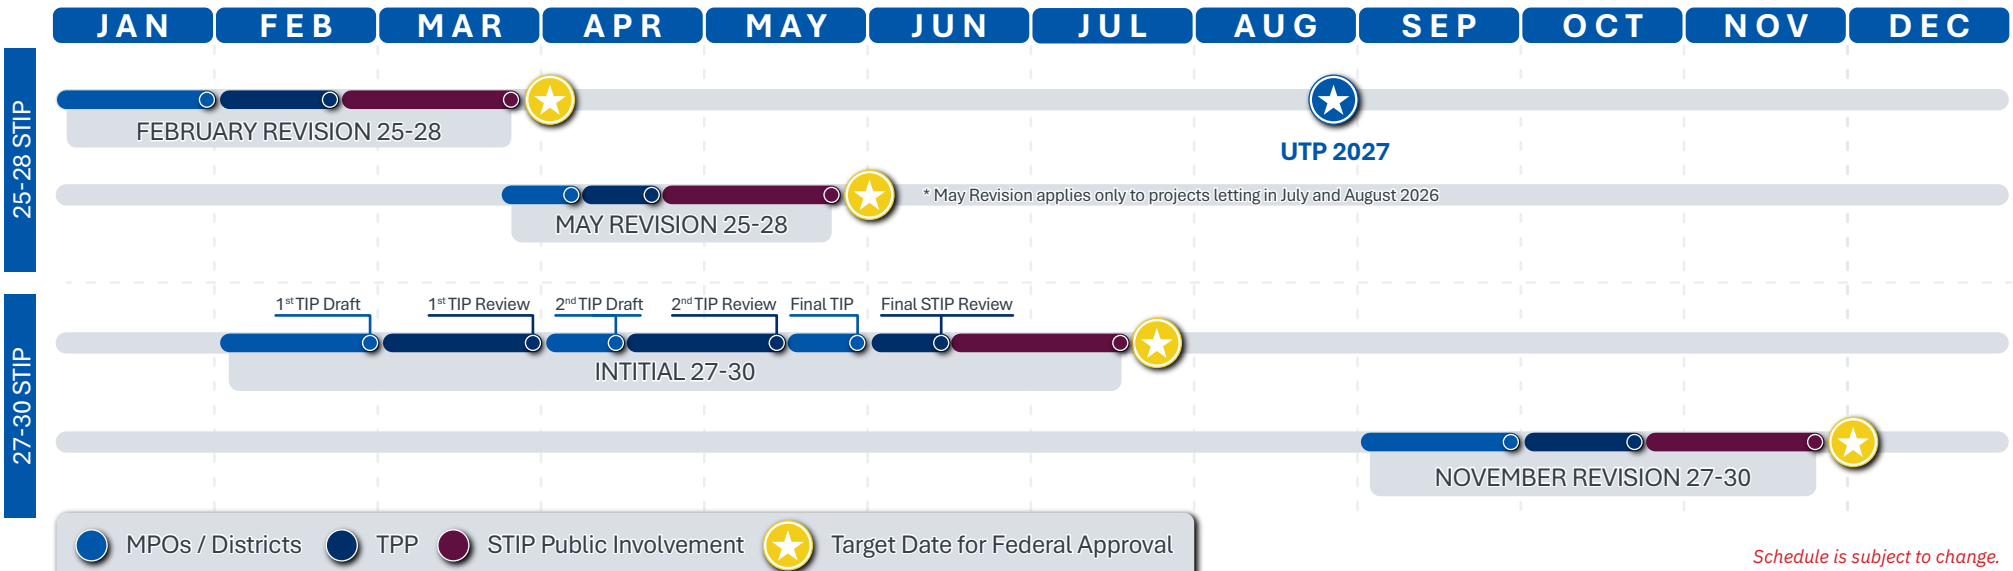 JAN FEB MAR APR MAY JUN JUL AUG SEP OCT NOV DEC
25-28 STIP
FEBRUARY REVISION 25-28
UTP 2027
* May Revision applies only to projects letting in July and August 2026
MAY REVISION 25-28
27-30 STIP
1st TIP Draft 1st TIP Review 2nd TIP Draft 2nd TIP Review Final TIP Final STIP Review
INTITIAL 27-30
NOVEMBER REVISION 27-30
MPOs / Districts TPP STIP Public Involvement Target Date for Federal Approval
Schedule is subject to change.